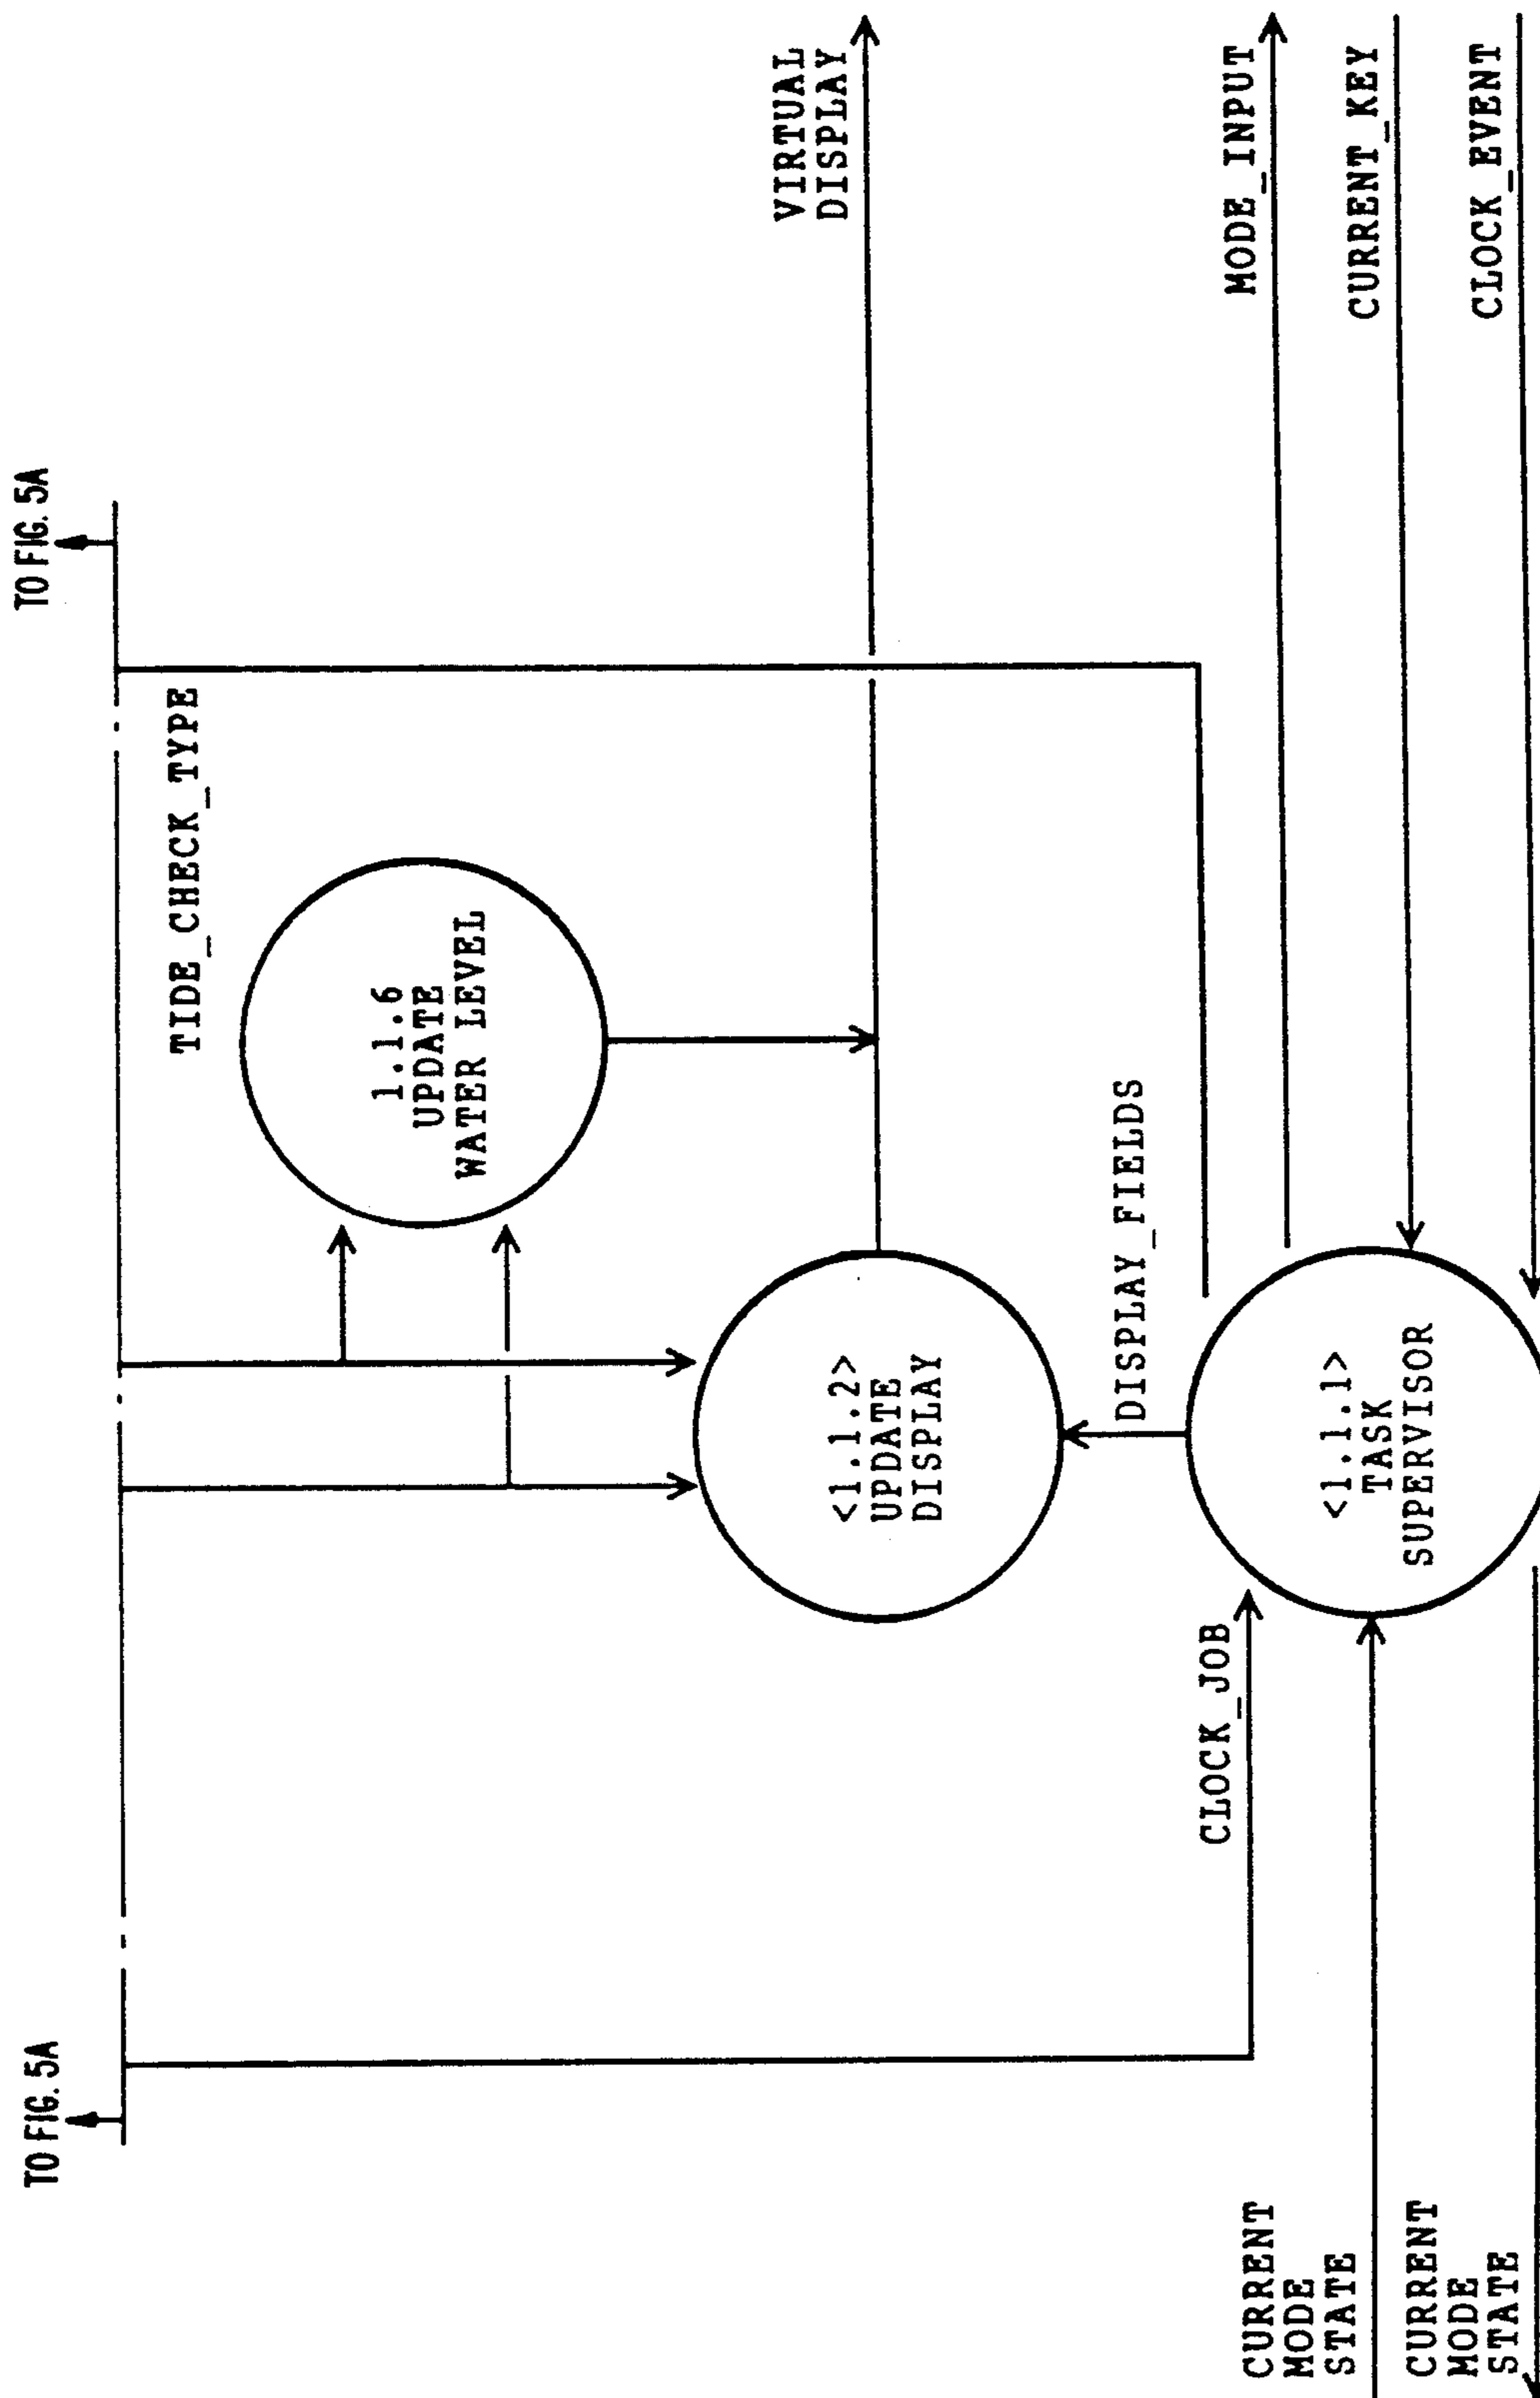 TO FIG. 5A
TO FIG. 5A
TIDE_CHECK_TYPE
1.1.6
UPDATE
WATER LEVEL
VIRTUAL
DISPLAY
<1.1.2>
UPDATE
DISPLAY
DISPLAY_FIELDS
CLOCK_JOB
MODE_INPUT
CURRENT
MODE
STATE
<1.1.1>
TASK
SUPERVISOR
CURRENT_KEY
CURRENT
MODE
STATE
CLOCK_EVENT